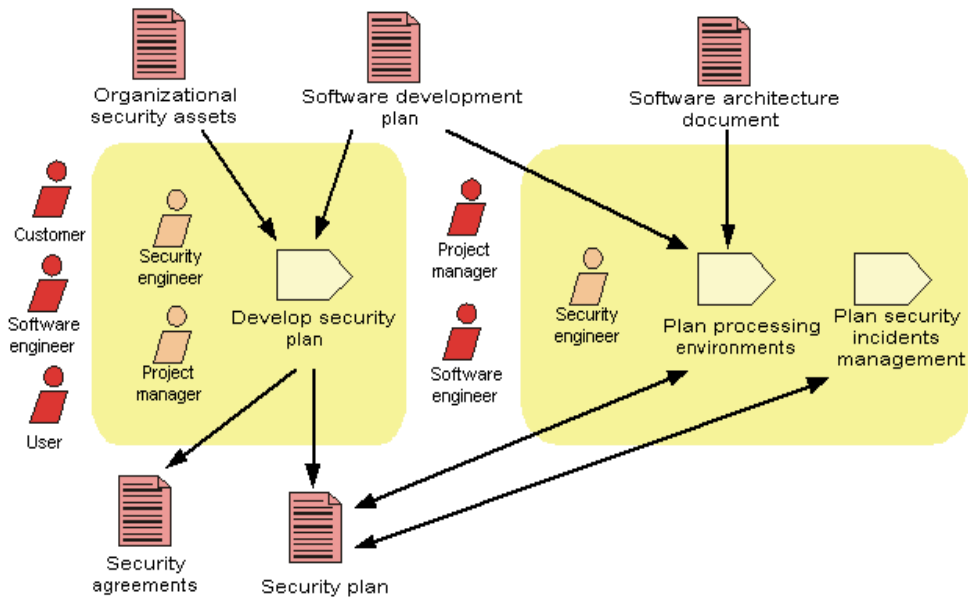 Organizational
security assets
Software development
plan
Software architecture
document
Customer
Software
engineer
User
Security
engineer
Project
manager
Develop security
plan
Project
manager
Software
engineer
Security
engineer
Plan processing
environments
Plan security
incidents
management
Security
agreements
Security plan